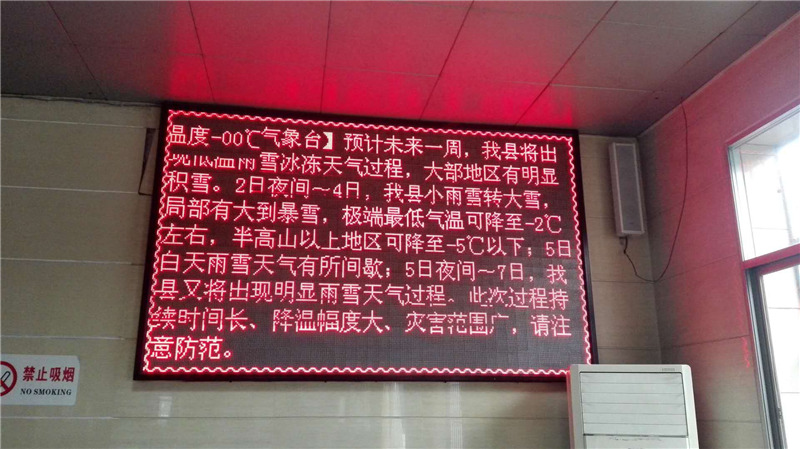 温度-00℃气象台】预计未来一周，我县将出
现低温雨雪冰冻天气过程，大部地区有明显
积雪。2日夜间～4日，我县小雨雪转大雪，
局部有大到暴雪，极端最低气温可降至-2℃
左右，半高山以上地区可降至-5℃以下；5日
白天雨雪天气有所间歇；5日夜间～7日，我
县又将出现明显雨雪天气过程、此次过程持
续时间长、降温幅度大、灾害范围广，请注
意防范。
禁止吸烟
NO SMOKING